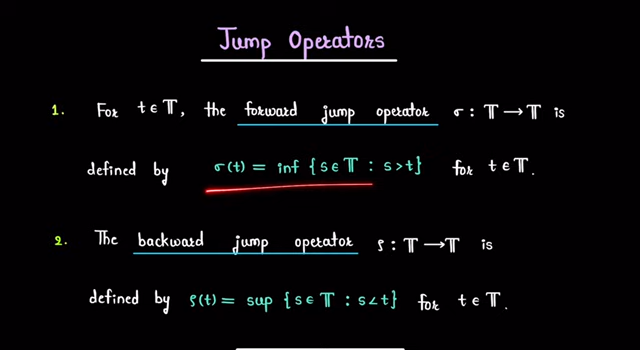 Jump Operators
1. For t ∈ 𝕋, the forward jump operator σ : 𝕋 → 𝕋 is
defined by σ(t) = inf {s ∈ 𝕋 : s > t} for t ∈ 𝕋.
2. The backward jump operator ρ : 𝕋 → 𝕋 is
defined by ρ(t) = sup {s ∈ 𝕋 : s < t} for t ∈ 𝕋.